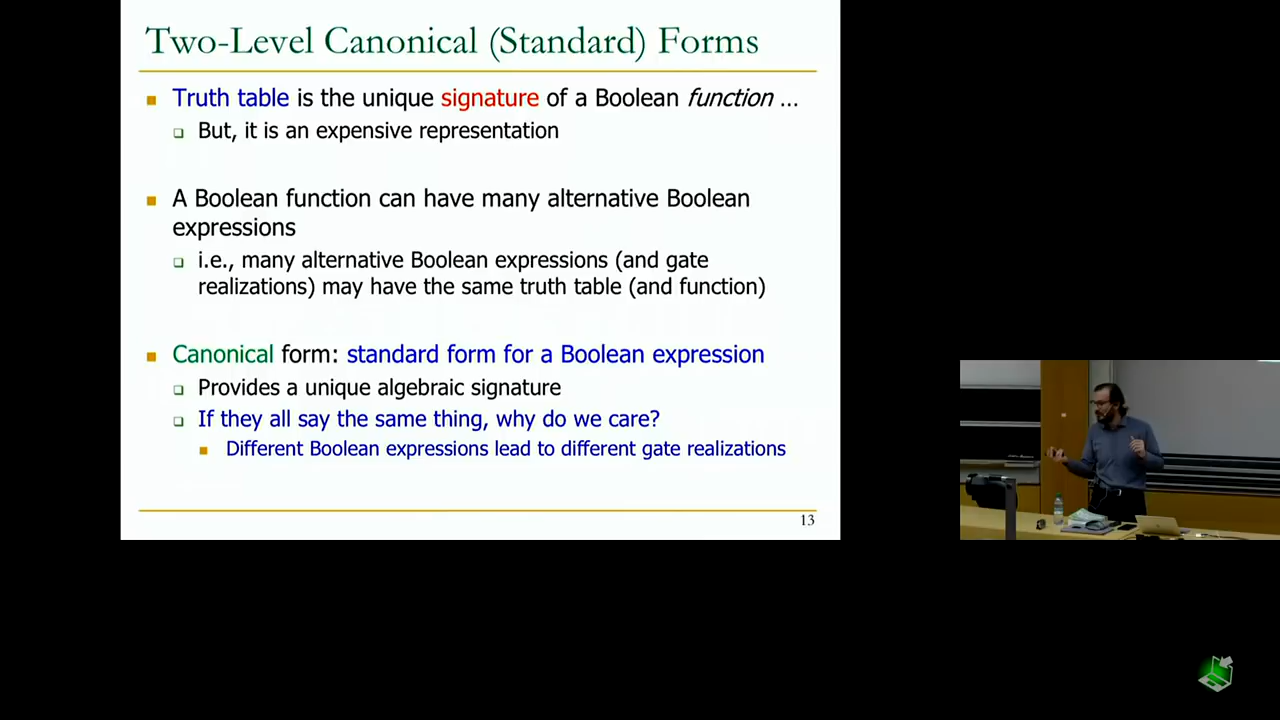 Two-Level Canonical (Standard) Forms
Truth table is the unique signature of a Boolean function …
But, it is an expensive representation
A Boolean function can have many alternative Boolean
expressions
i.e., many alternative Boolean expressions (and gate
realizations) may have the same truth table (and function)
Canonical form: standard form for a Boolean expression
Provides a unique algebraic signature
If they all say the same thing, why do we care?
Different Boolean expressions lead to different gate realizations
13